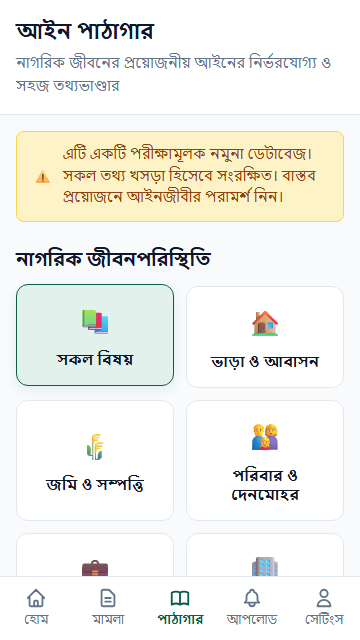 আইন পাঠাগার
নাগরিক জীবনের প্রয়োজনীয় আইনের নির্ভরযোগ্য ও
সহজ তথ্যভাণ্ডার
এটি একটি পরীক্ষামূলক নমুনা ডেটাবেজ।
সকল তথ্য খসড়া হিসেবে সংরক্ষিত। বাস্তব
প্রয়োজনে আইনজীবীর পরামর্শ নিন।
নাগরিক জীবনপরিস্থিতি
সকল বিষয়
ভাড়া ও আবাসন
জমি ও সম্পত্তি
পরিবার ও
দেনমোহর
হোম
মামলা
পাঠাগার
আপলোড
সেটিংস